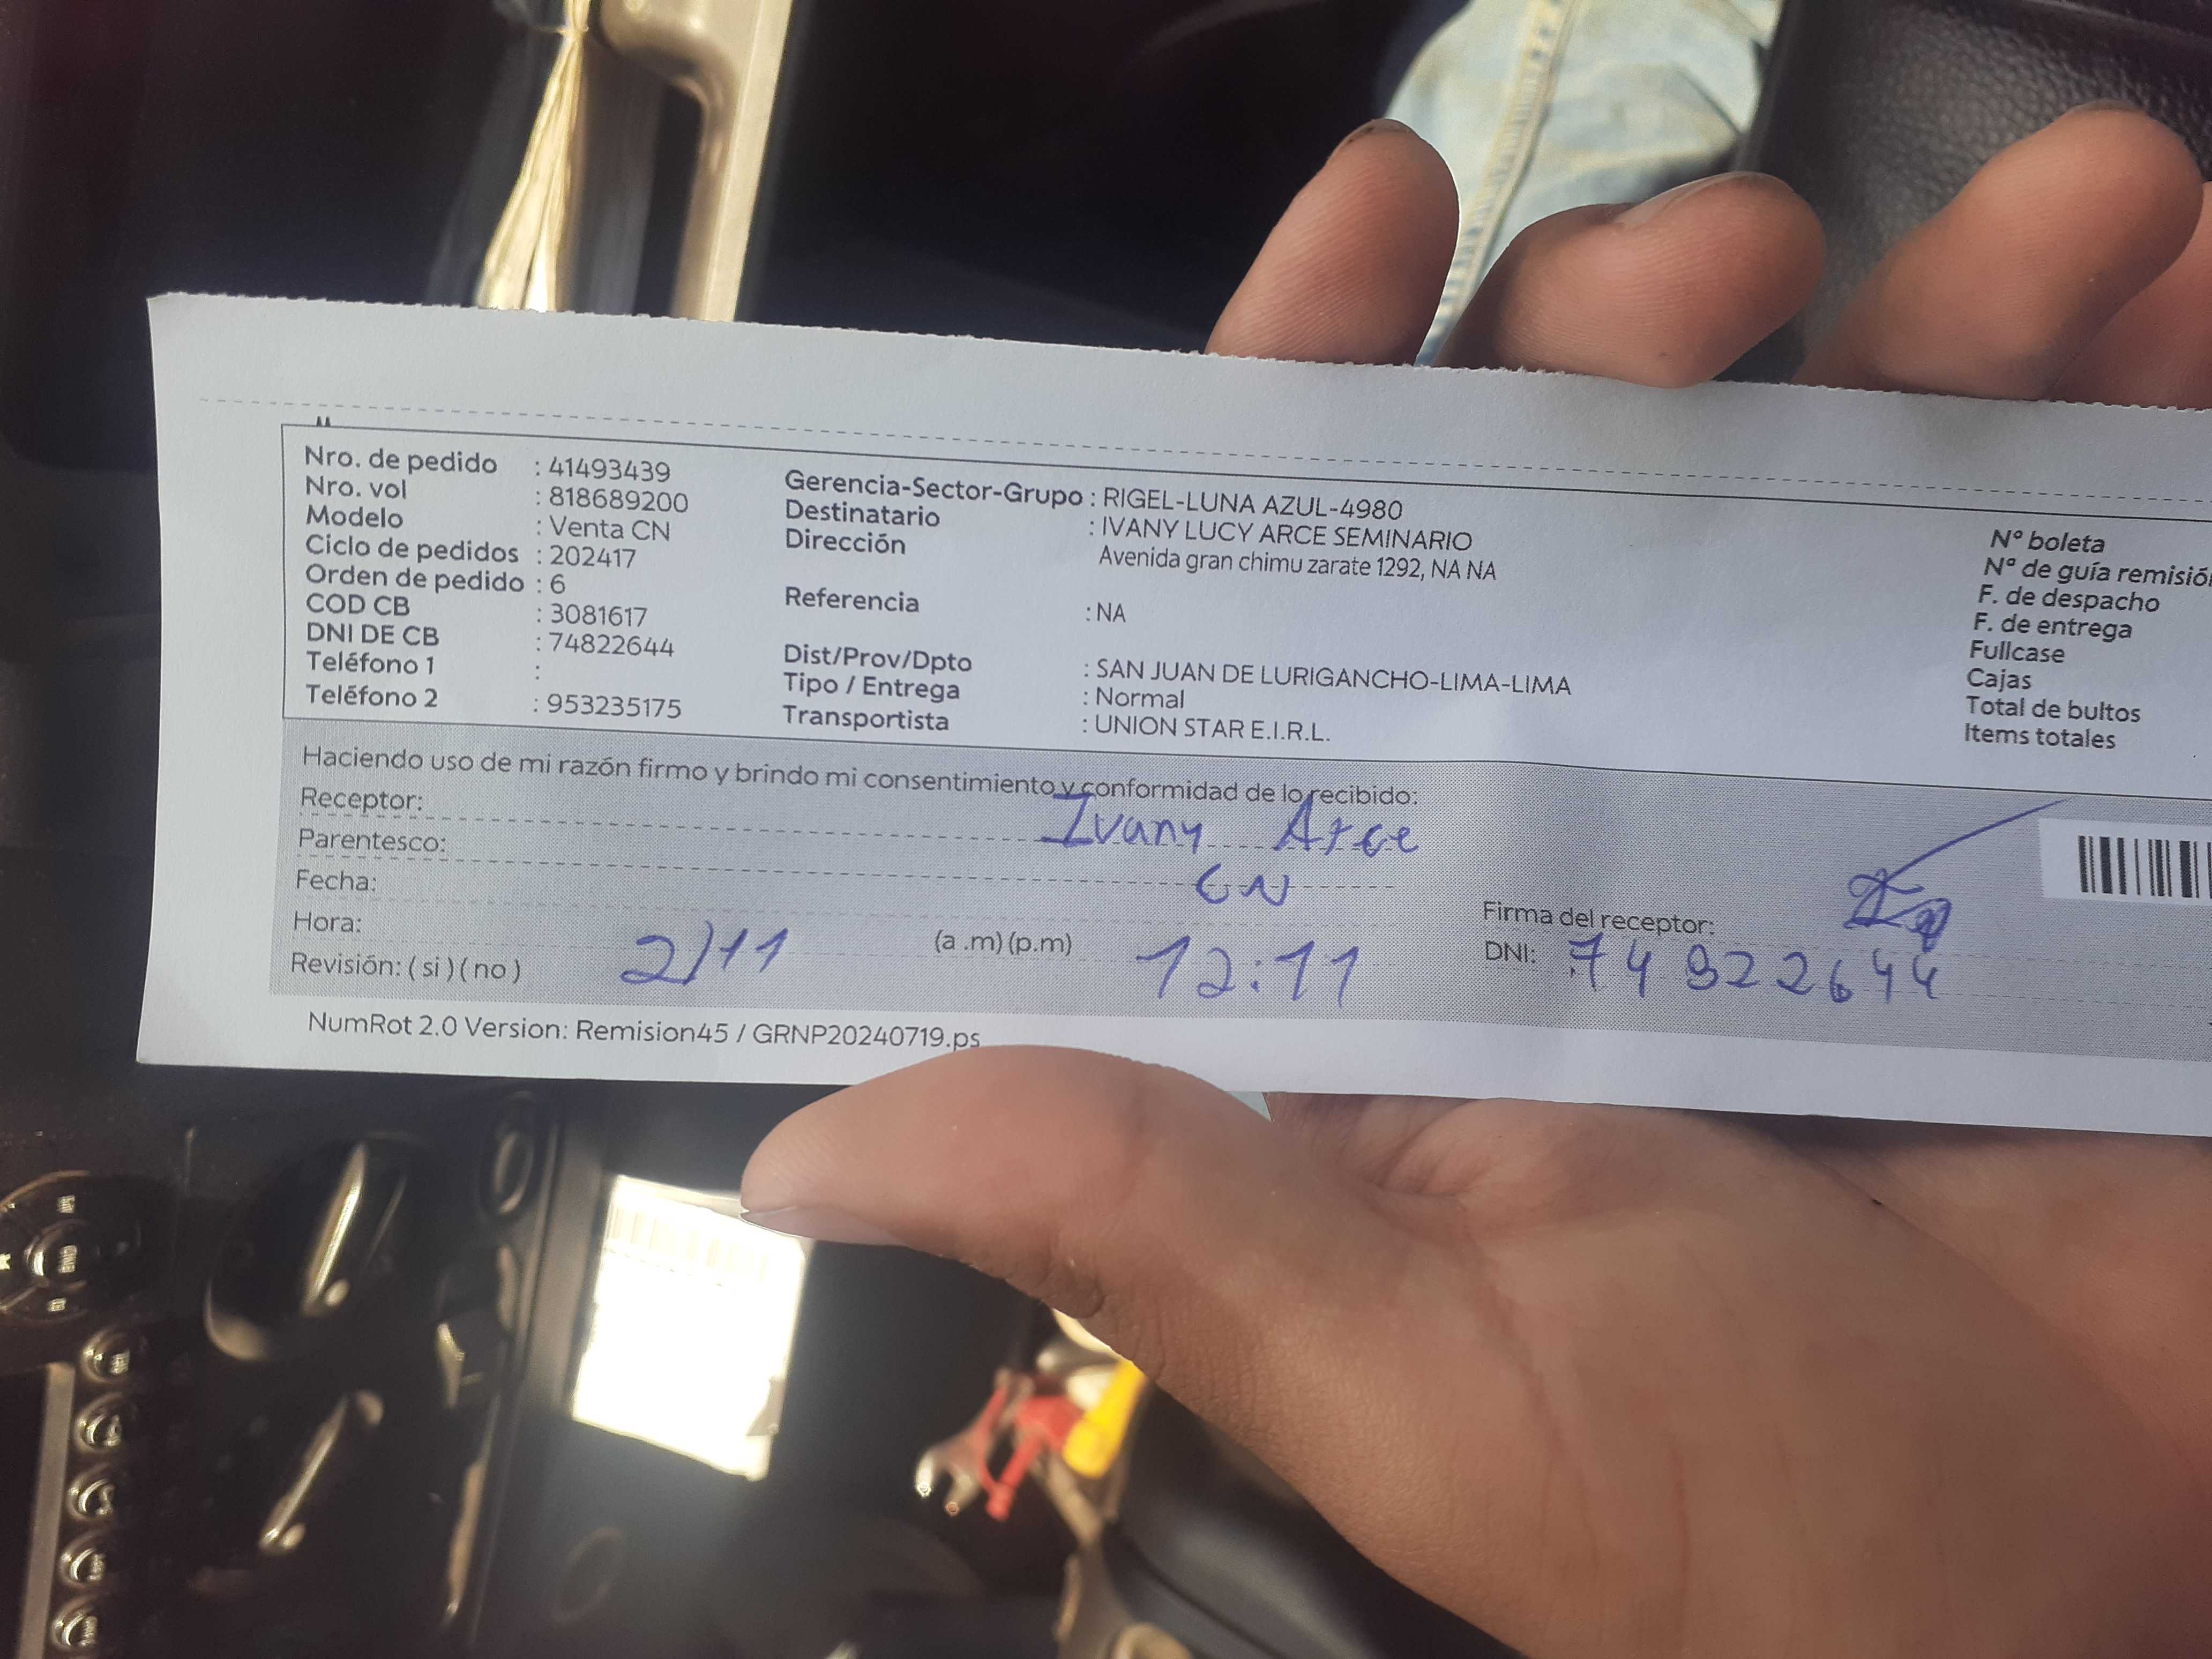 Nro. de pedido : 41493439
Nro. vol : 818689200
Modelo : Venta CN
Ciclo de pedidos : 202417
Orden de pedido : 6
COD CB : 3081617
DNI DE CB : 74822644
Teléfono 1 :
Teléfono 2 : 953235175
Gerencia-Sector-Grupo : RIGEL-LUNA AZUL-4980
Destinatario : IVANY LUCY ARCE SEMINARIO
Dirección Avenida gran chimu zarate 1292, NA NA
Referencia : NA
Dist/Prov/Dpto : SAN JUAN DE LURIGANCHO-LIMA-LIMA
Tipo / Entrega : Normal
Transportista : UNION STAR E.I.R.L.
N° boleta
N° de guía remisión
F. de despacho
F. de entrega
Fullcase
Cajas
Total de bultos
Items totales
Haciendo uso de mi razón firmo y brindo mi consentimiento y conformidad de lo recibido:
Receptor: Ivany Arce
Parentesco: CN
Fecha:
Hora: 2/11 (a .m) (p.m) 12:11
Revisión: ( si ) ( no )
Firma del receptor:
DNI: 74822644
NumRot 2.0 Version: Remision45 / GRNP20240719.ps